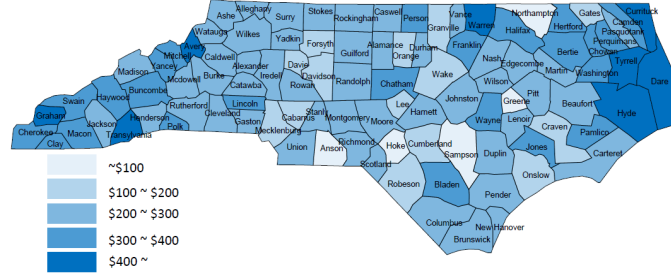 Alleghany
Ashe Surry Stokes Rockingham Caswell Person Vance Warren Northampton Gates Currituck
Granville Halifax Hertford Camden
Pasquotank
Watauga Wilkes Yadkin Forsyth Guilford Alamance Orange Durham Franklin Bertie Perquimans
Chowan
Avery Mitchell Yancey Caldwell Alexander Davie Nash Edgecombe Martin Washington Tyrrell Dare
Madison Mcdowell Burke Iredell Davidson Randolph Chatham Wake Wilson
Buncombe Catawba Rowan Pitt Beaufort Hyde
Swain Haywood Rutherford Lincoln Lee Johnston Greene
Graham Jackson Henderson Cleveland Gaston Cabarrus Stanly Montgomery Moore Harnett Wayne Lenoir Craven Pamlico
Cherokee Macon Transylvania Polk Mecklenburg
Clay Union Anson Richmond Hoke Cumberland Sampson Duplin Jones Carteret
Scotland
Robeson Bladen Onslow
Pender
Columbus New Hanover
Brunswick
~$100
$100 ~ $200
$200 ~ $300
$300 ~ $400
$400 ~